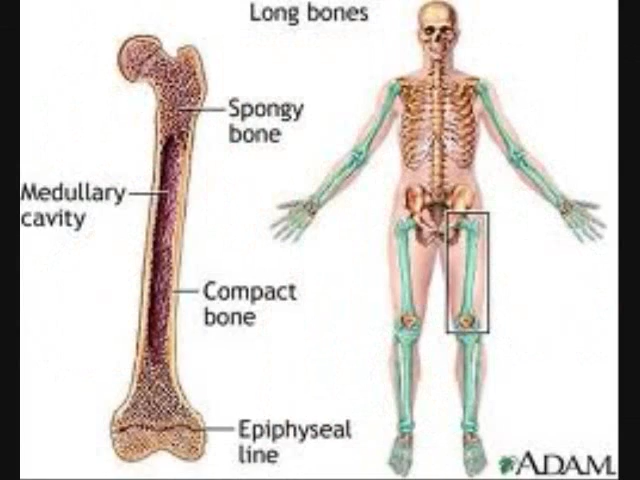 Long bones
Spongy
bone
Medullary
cavity
Compact
bone
Epiphyseal
line
ADAM.